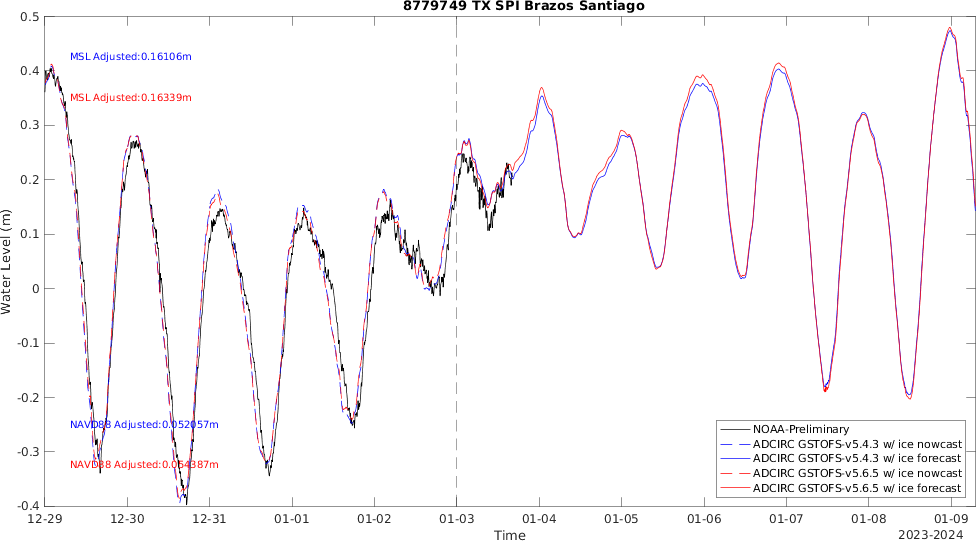 8779749 TX SPI Brazos Santiago
0.5
0.4
0.3
0.2
0.1
0
-0.1
-0.2
-0.3
-0.4
Water Level (m)
MSL Adjusted:0.16106m
MSL Adjusted:0.16339m
NAVD88 Adjusted:0.052057m
NAVD88 Adjusted:0.054387m
NOAA-Preliminary
ADCIRC GSTOFS-v5.4.3 w/ ice nowcast
ADCIRC GSTOFS-v5.4.3 w/ ice forecast
ADCIRC GSTOFS-v5.6.5 w/ ice nowcast
ADCIRC GSTOFS-v5.6.5 w/ ice forecast
12-29 12-30 12-31 01-01 01-02 01-03 01-04 01-05 01-06 01-07 01-08 01-09
Time
2023-2024